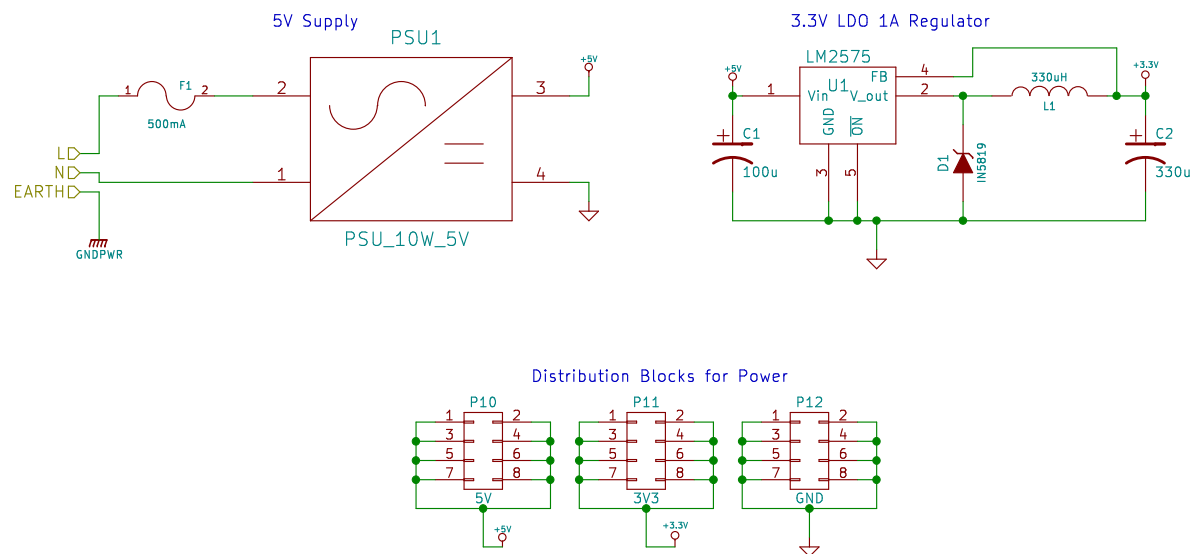 5V Supply
3.3V LDO 1A Regulator
PSU1
LM2575
+5V
+5V
+3.3V
FB
4
330uH
1
F1
2
2
3
1
U1
Vin
V_out
2
L1
500mA
GND
ON
C1
C2
L
N
1
4
3
5
D1
IN5819
100u
330u
EARTH
GNDPWR
PSU_10W_5V
Distribution Blocks for Power
P10
P11
P12
1
2
1
2
1
2
3
4
3
4
3
4
5
6
5
6
5
6
7
8
7
8
7
8
5V
3V3
GND
+5V
+3.3V